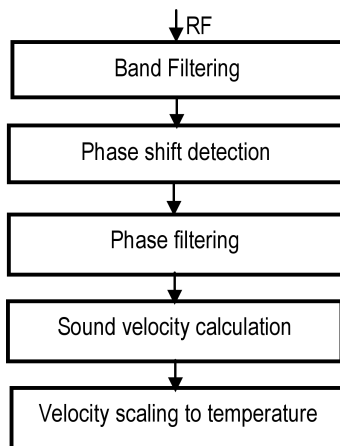 RF
Band Filtering
Phase shift detection
Phase filtering
Sound velocity calculation
Velocity scaling to temperature